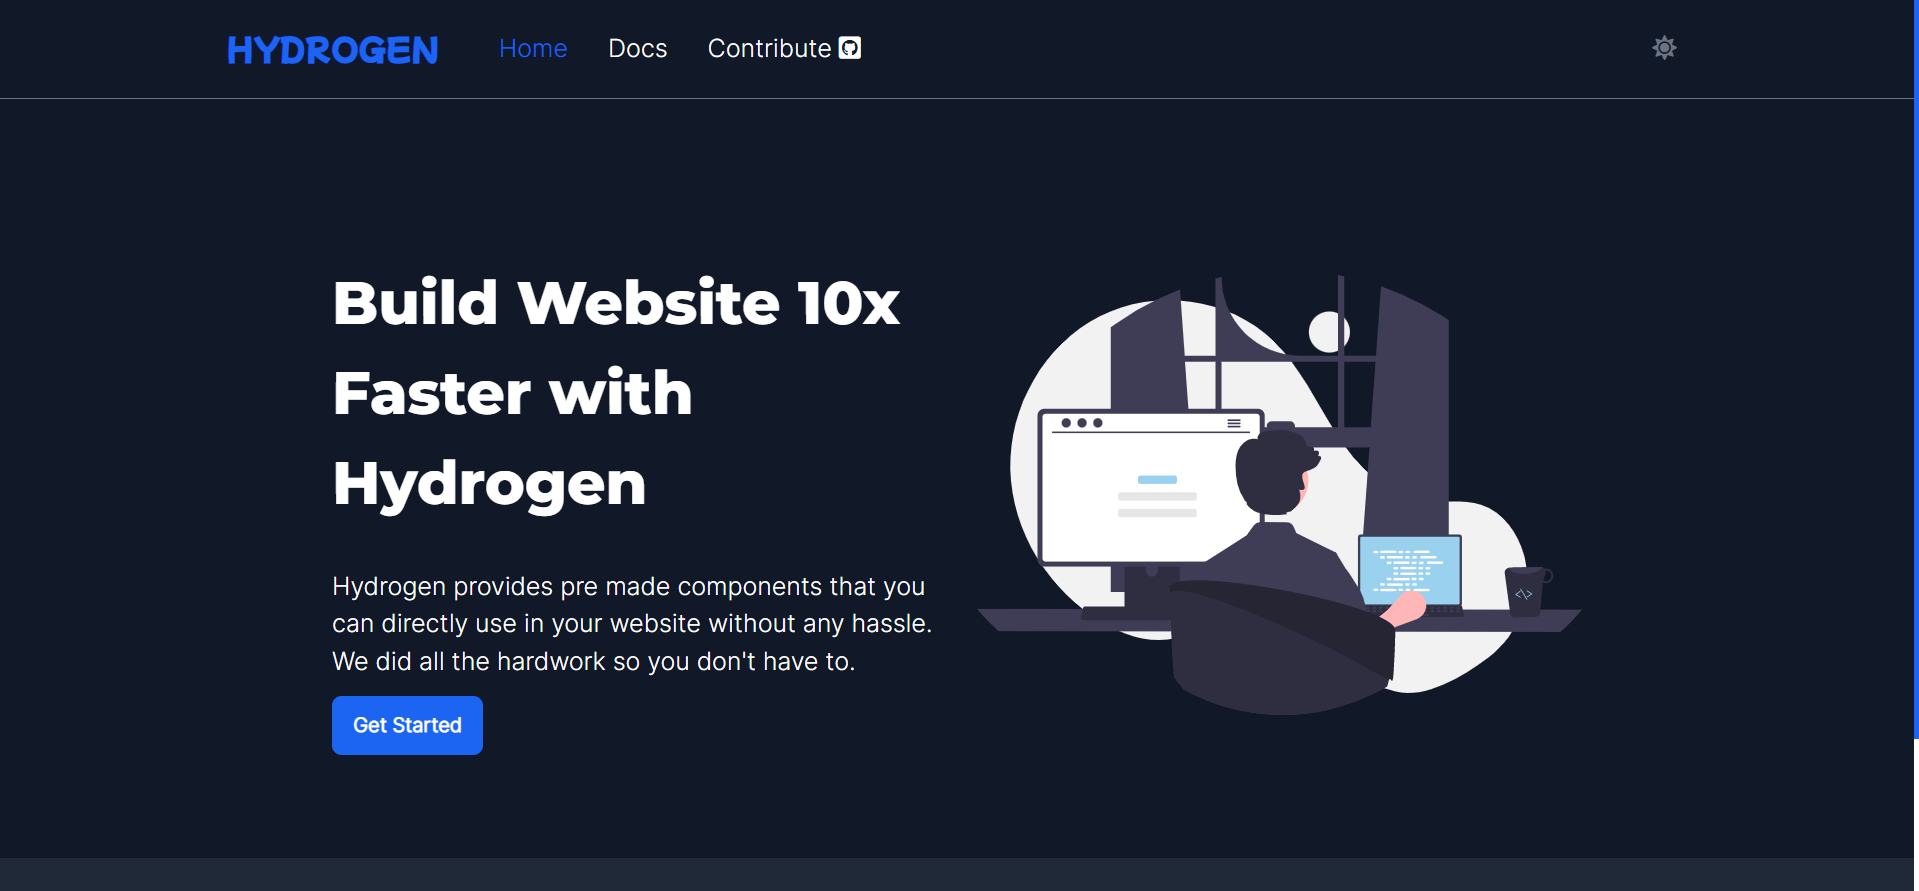 HYDROGEN Home Docs Contribute
Build Website 10x
Faster with
Hydrogen
Hydrogen provides pre made components that you
can directly use in your website without any hassle.
We did all the hardwork so you don't have to.
Get Started